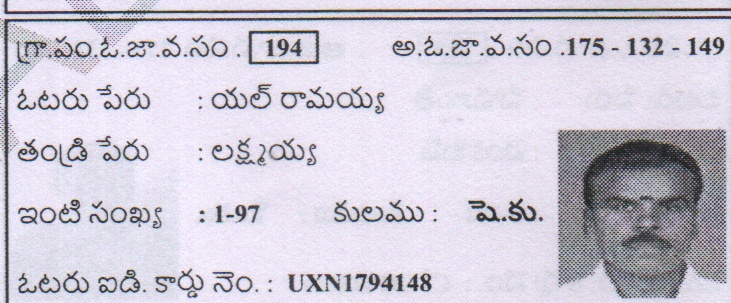 గ్రా.పం.ఓ.జా.వ.సం. 194 అ.ఓ.జా.వ.సం.175 - 132 - 149
ఓటరు పేరు : యల్ రామయ్య
తండ్రి పేరు : లక్ష్మయ్య
ఇంటి సంఖ్య : 1-97 కులము : షె.కు.
ఓటరు ఐడి. కార్డు నెం. : UXN1794148